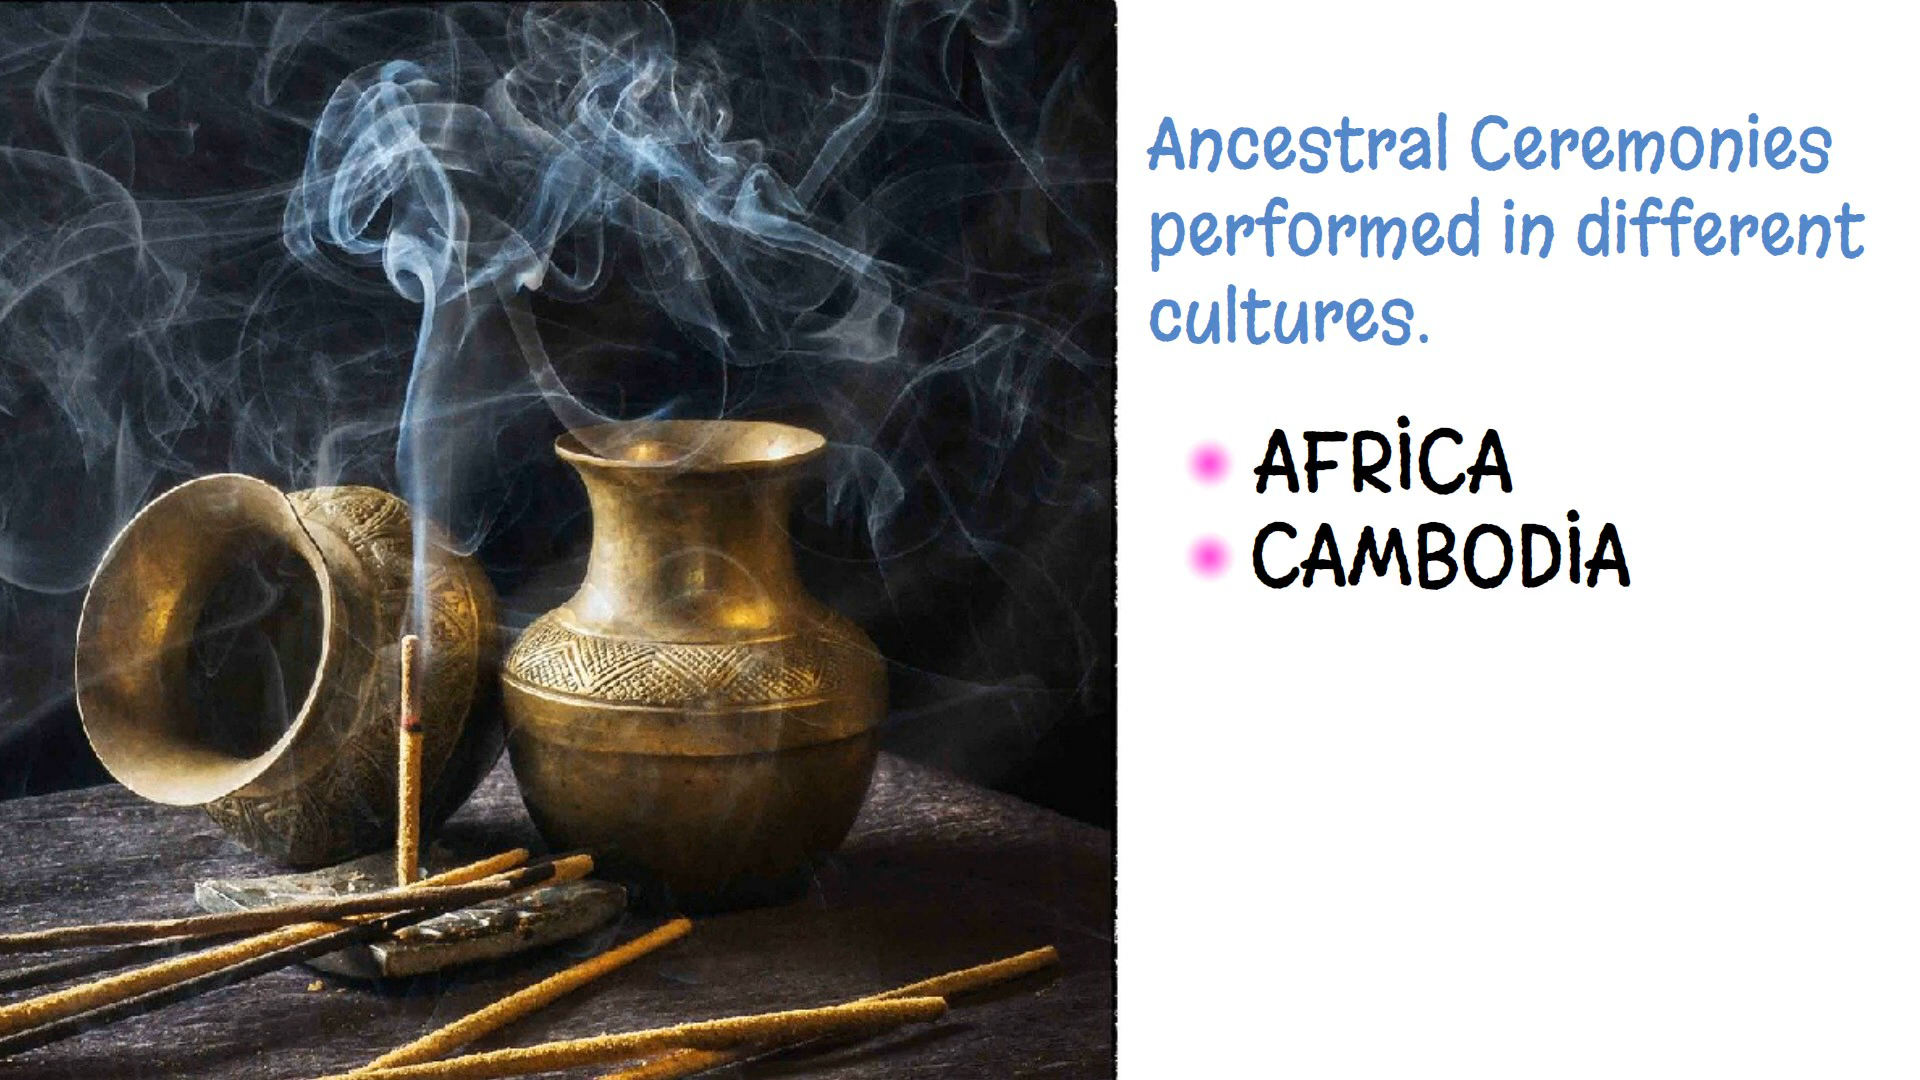 Ancestral Ceremonies
performed in different
cultures.
AFRICA
CAMBODIA